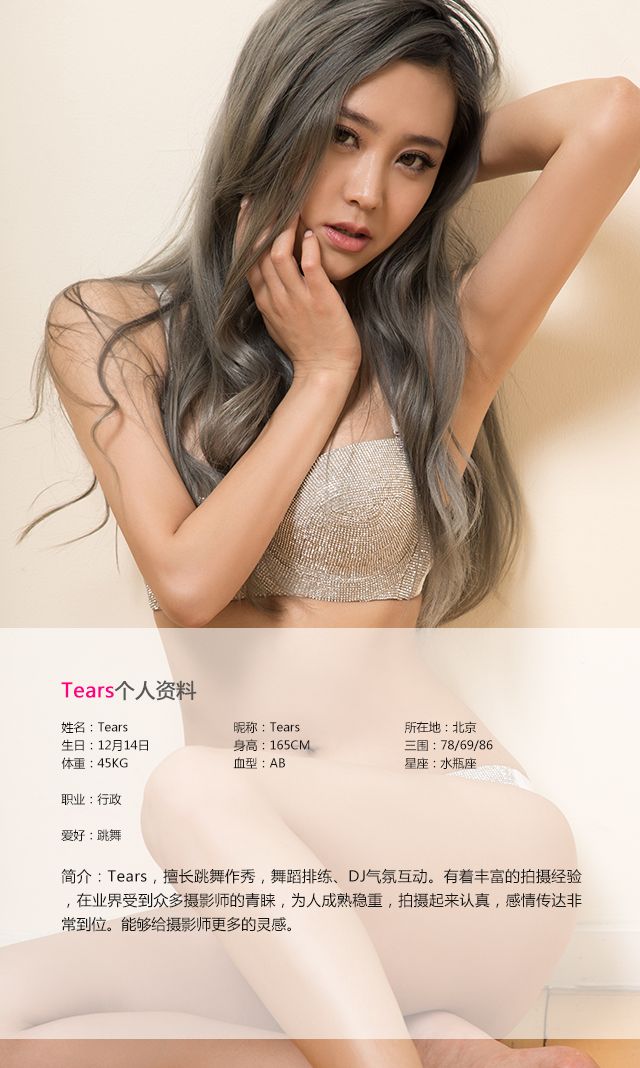 Tears个人资料
姓名：Tears 昵称：Tears 所在地：北京
生日：12月14日 身高：165CM 三围：78/69/86
体重：45KG 血型：AB 星座：水瓶座
职业：行政
爱好：跳舞
简介：Tears，擅长跳舞作秀，舞蹈排练、DJ气氛互动。有着丰富的拍摄经验
，在业界受到众多摄影师的青睐，为人成熟稳重，拍摄起来认真，感情传达非
常到位。能够给摄影师更多的灵感。